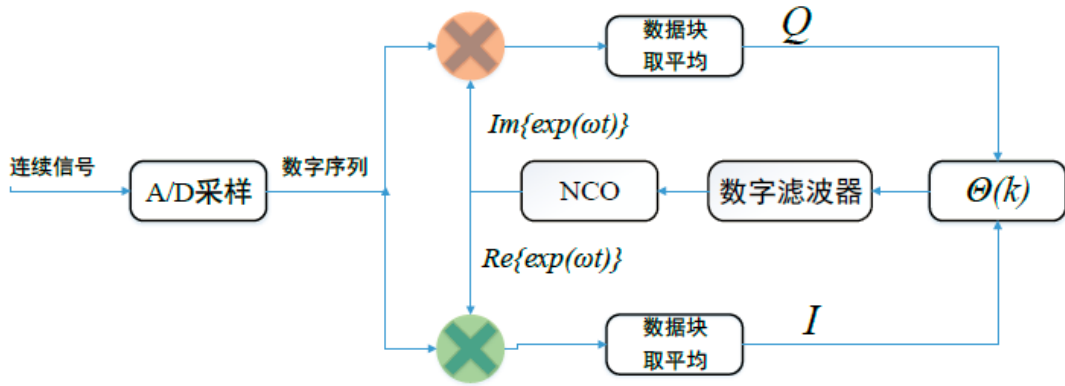 数据块
取平均
Q
Im{exp(ωt)}
连续信号
A/D采样
数字序列
NCO
数字滤波器
Θ(k)
Re{exp(ωt)}
数据块
取平均
I